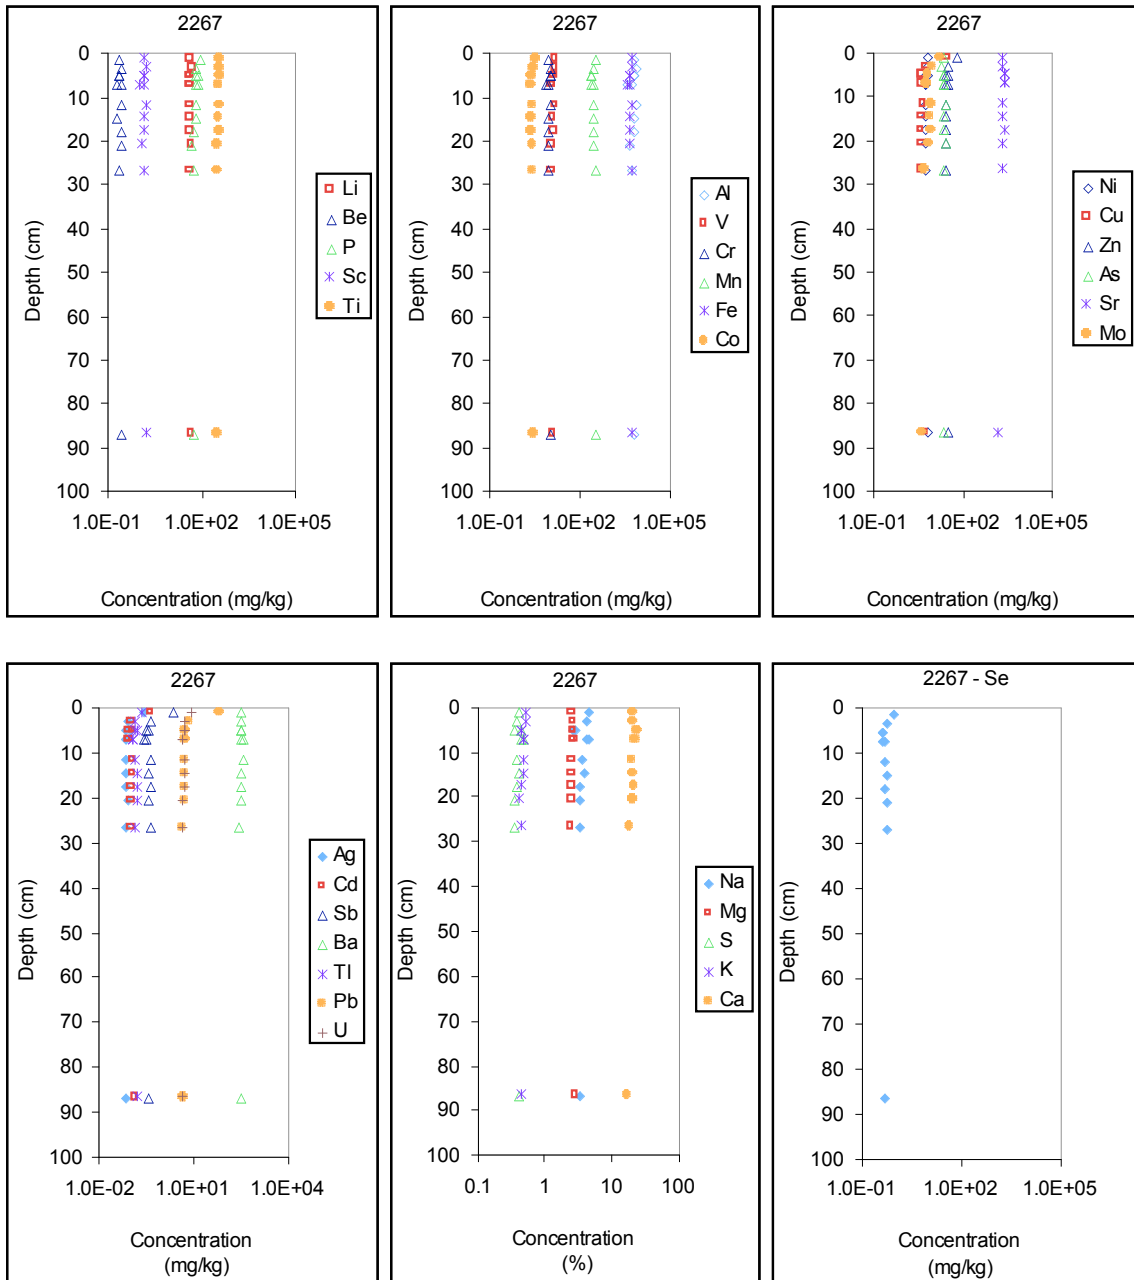 2267
0
10
20
30
40
50
60
70
80
90
100
Depth (cm)
1.0E-01 1.0E+02 1.0E+05
Concentration (mg/kg)
Li
Be
P
Sc
Ti
2267
0
10
20
30
40
50
60
70
80
90
100
Depth (cm)
1.0E-01 1.0E+02 1.0E+05
Concentration (mg/kg)
Al
V
Cr
Mn
Fe
Co
2267
0
10
20
30
40
50
60
70
80
90
100
Depth (cm)
1.0E-01 1.0E+02 1.0E+05
Concentration (mg/kg)
Ni
Cu
Zn
As
Sr
Mo
2267
0
10
20
30
40
50
60
70
80
90
100
Depth (cm)
1.0E-02 1.0E+01 1.0E+04
Concentration
(mg/kg)
Ag
Cd
Sb
Ba
Tl
Pb
U
2267
0
10
20
30
40
50
60
70
80
90
100
Depth (cm)
0.1 1 10 100
Concentration
(%)
Na
Mg
S
K
Ca
2267 - Se
0
10
20
30
40
50
60
70
80
90
100
Depth (cm)
1.0E-01 1.0E+02 1.0E+05
Concentration
(mg/kg)